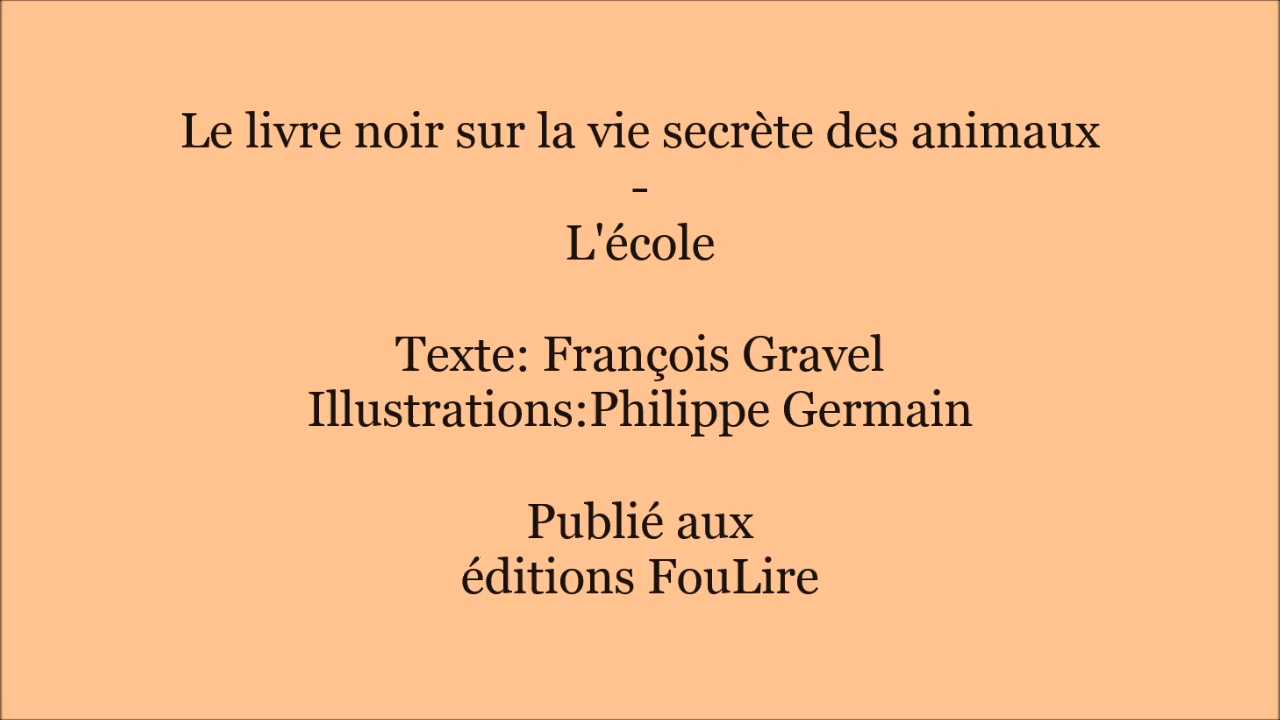 Le livre noir sur la vie secrète des animaux
-
L'école
Texte: François Gravel
Illustrations:Philippe Germain
Publié aux
éditions FouLire